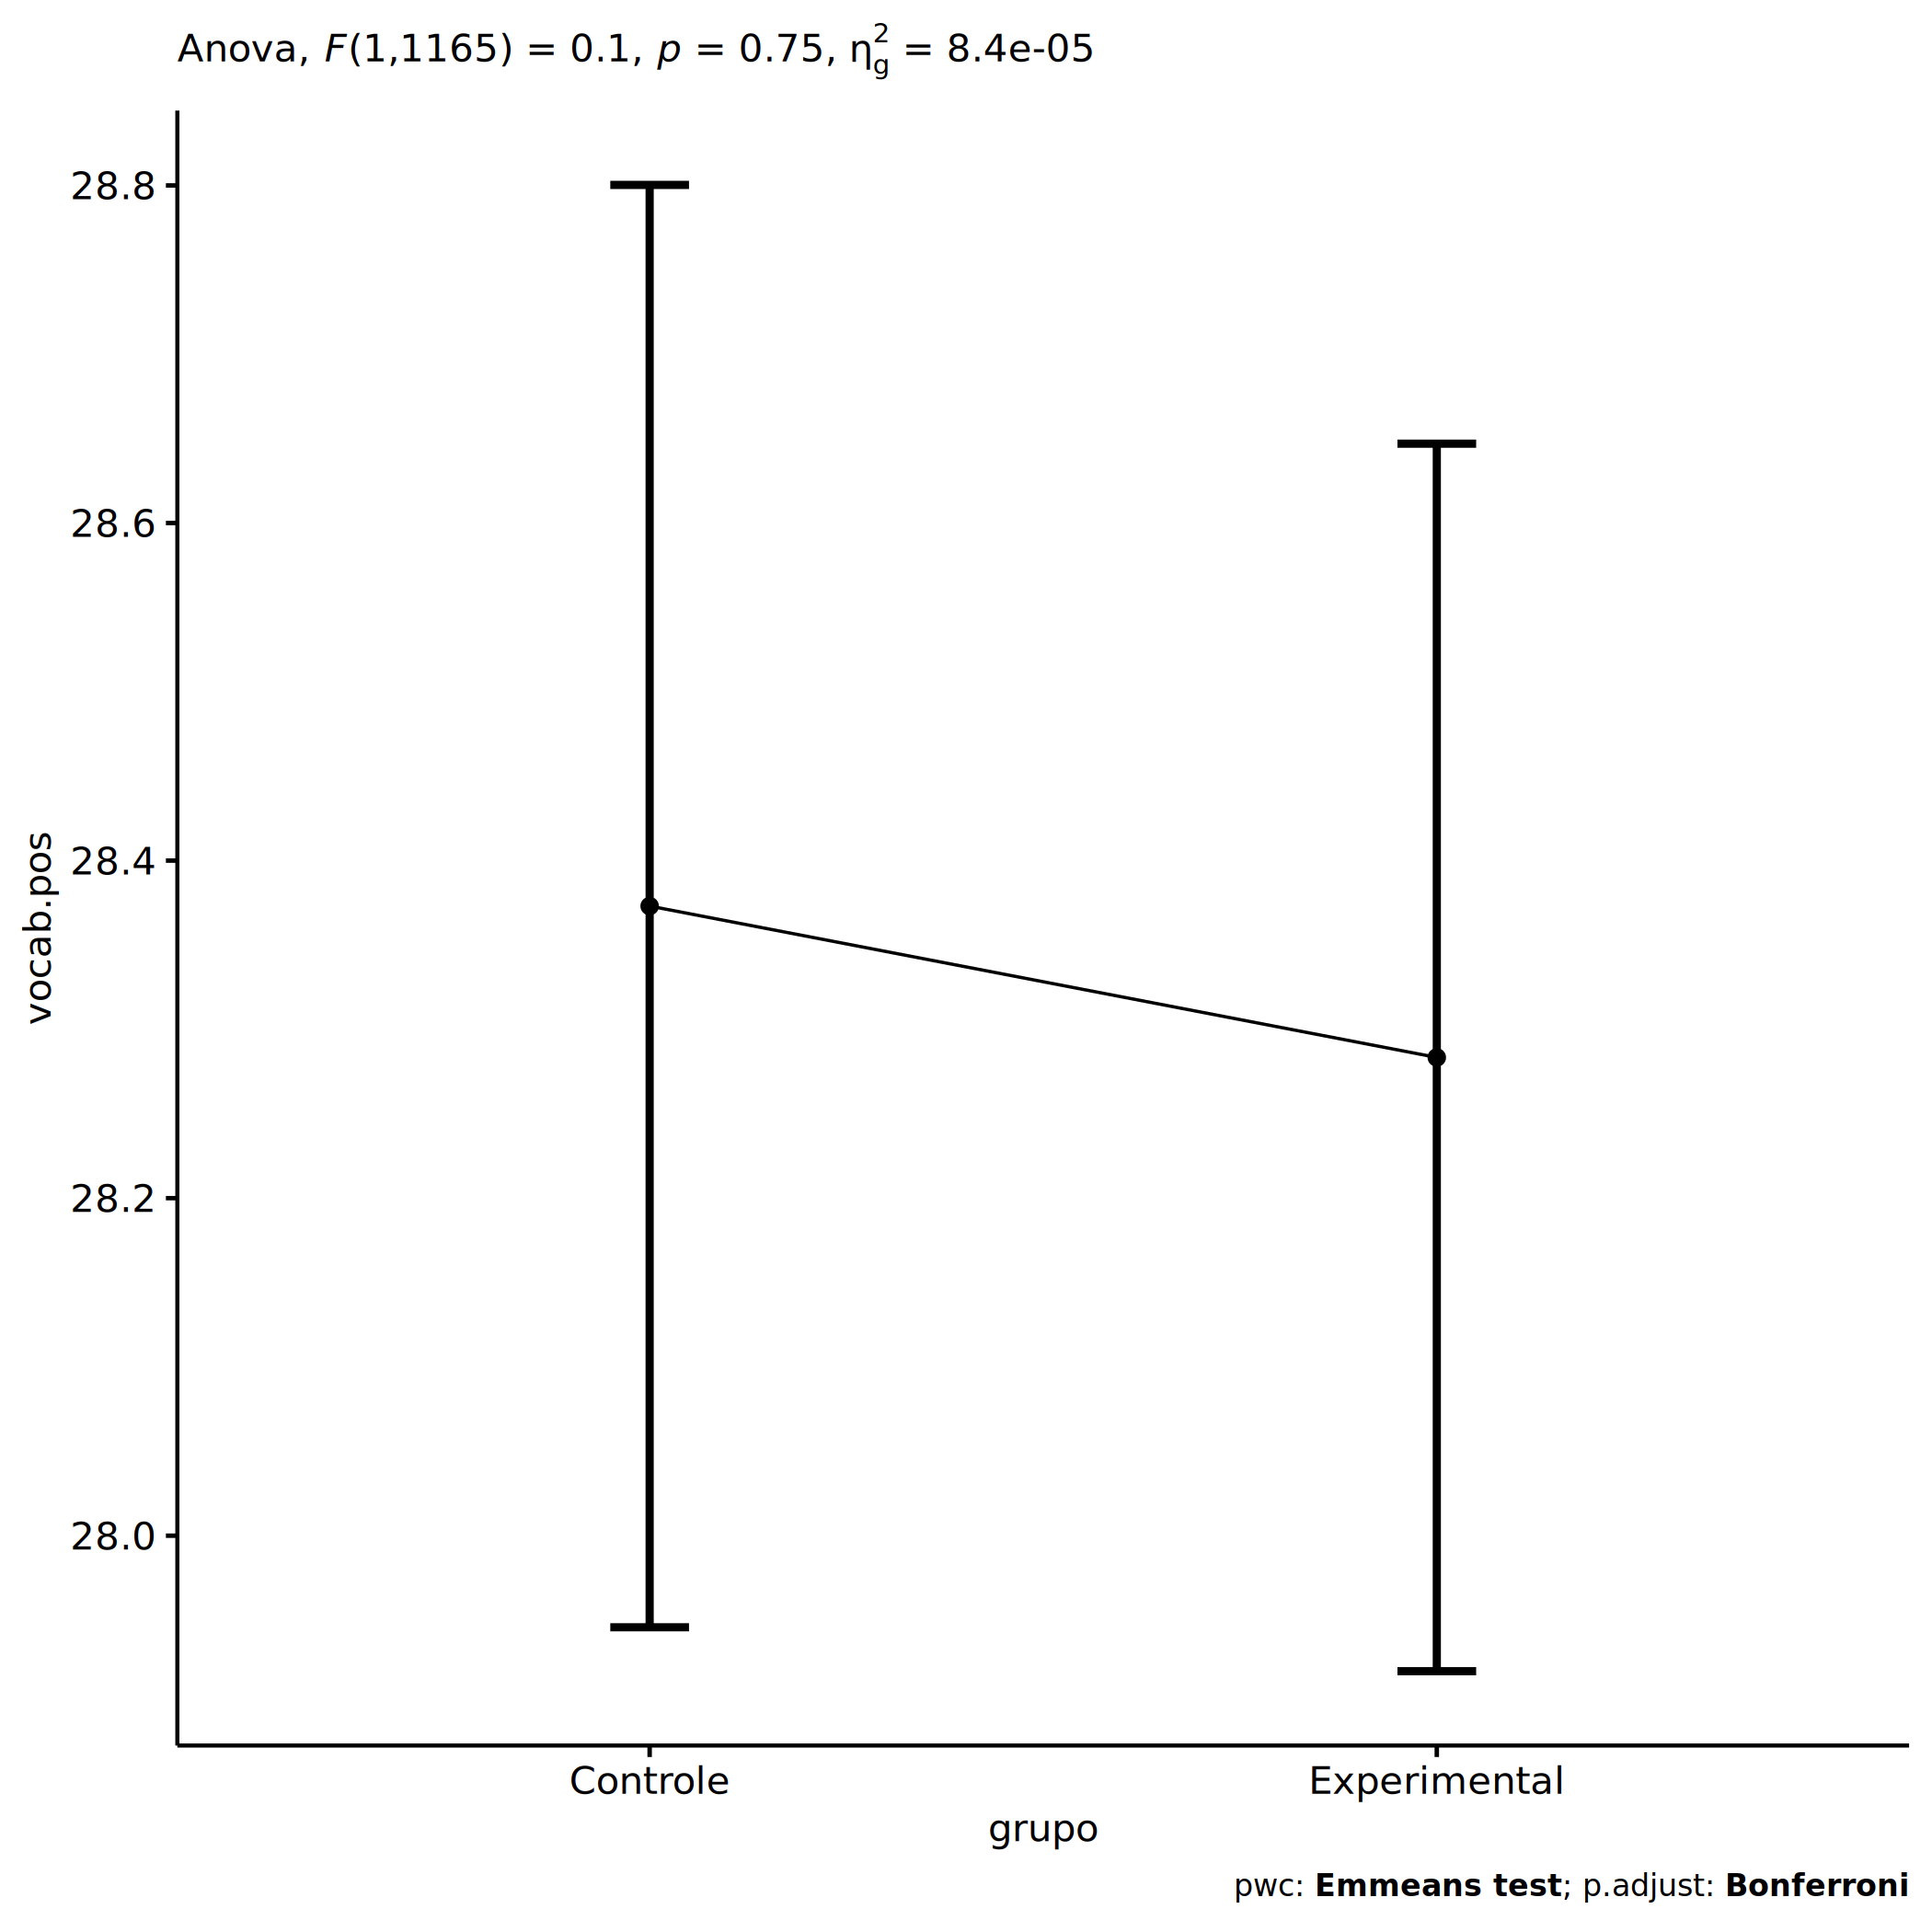 Anova, F(1,1165) = 0.1, p = 0.75, η²g = 8.4e-05
28.8
28.6
28.4
28.2
28.0
vocab.pos
Controle
Experimental
grupo
pwc: Emmeans test; p.adjust: Bonferroni